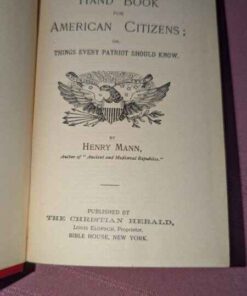 HAND BOOK
FOR
AMERICAN CITIZENS;
OR,
THINGS EVERY PATRIOT SHOULD KNOW.
BY
HENRY MANN,
Author of "Ancient and Mediæval Republics."
PUBLISHED BY
THE CHRISTIAN HERALD,
LOUIS KLOPSCH, Proprietor,
BIBLE HOUSE, NEW YORK.